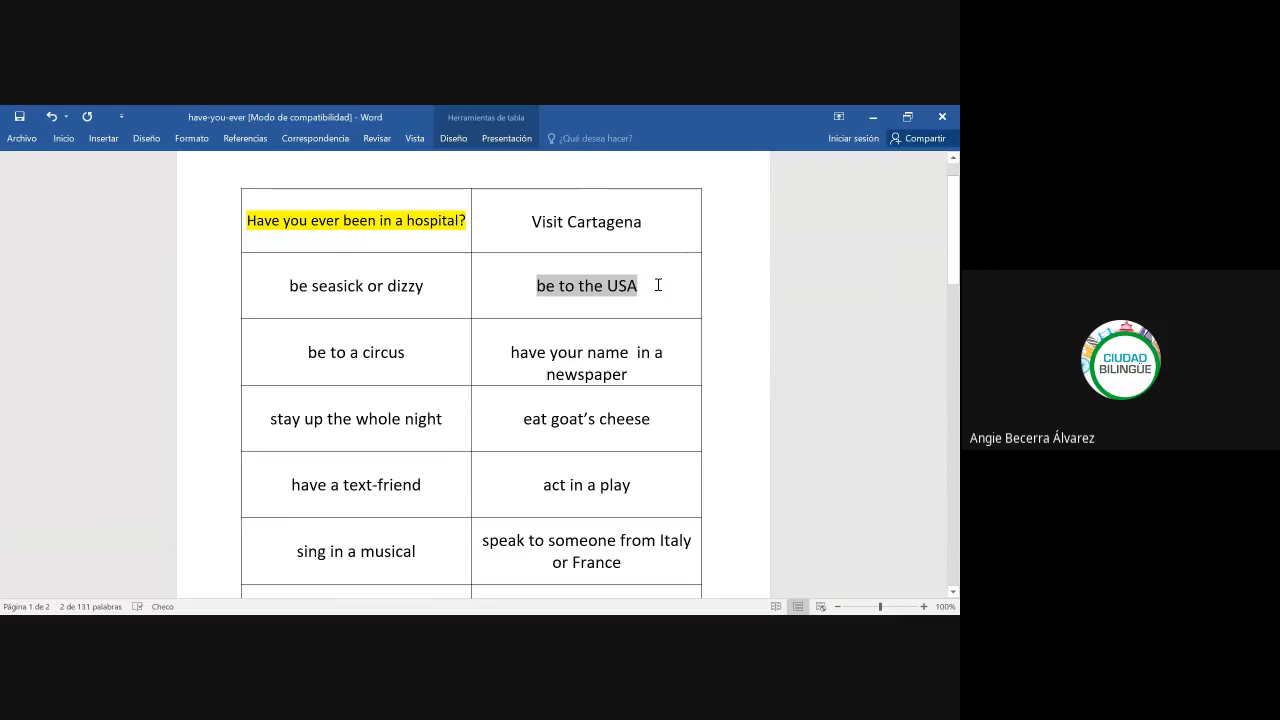 have-you-ever [Modo de compatibilidad] - Word
Herramientas de tabla
Archivo Inicio Insertar Diseño Formato Referencias Correspondencia Revisar Vista Diseño Presentación ¿Qué desea hacer? Iniciar sesión Compartir
Have you ever been in a hospital?
Visit Cartagena
be seasick or dizzy
be to the USA
be to a circus
have your name in a
newspaper
stay up the whole night
eat goat's cheese
have a text-friend
act in a play
sing in a musical
speak to someone from Italy
or France
CIUDAD
BILINGÜE
Angie Becerra Álvarez
Página 1 de 2 2 de 131 palabras Checo 100%